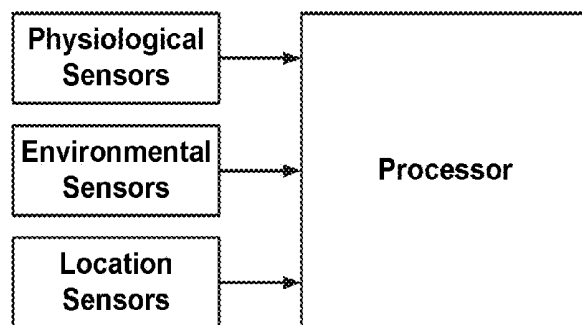 Physiological
Sensors
Environmental
Sensors
Processor
Location
Sensors